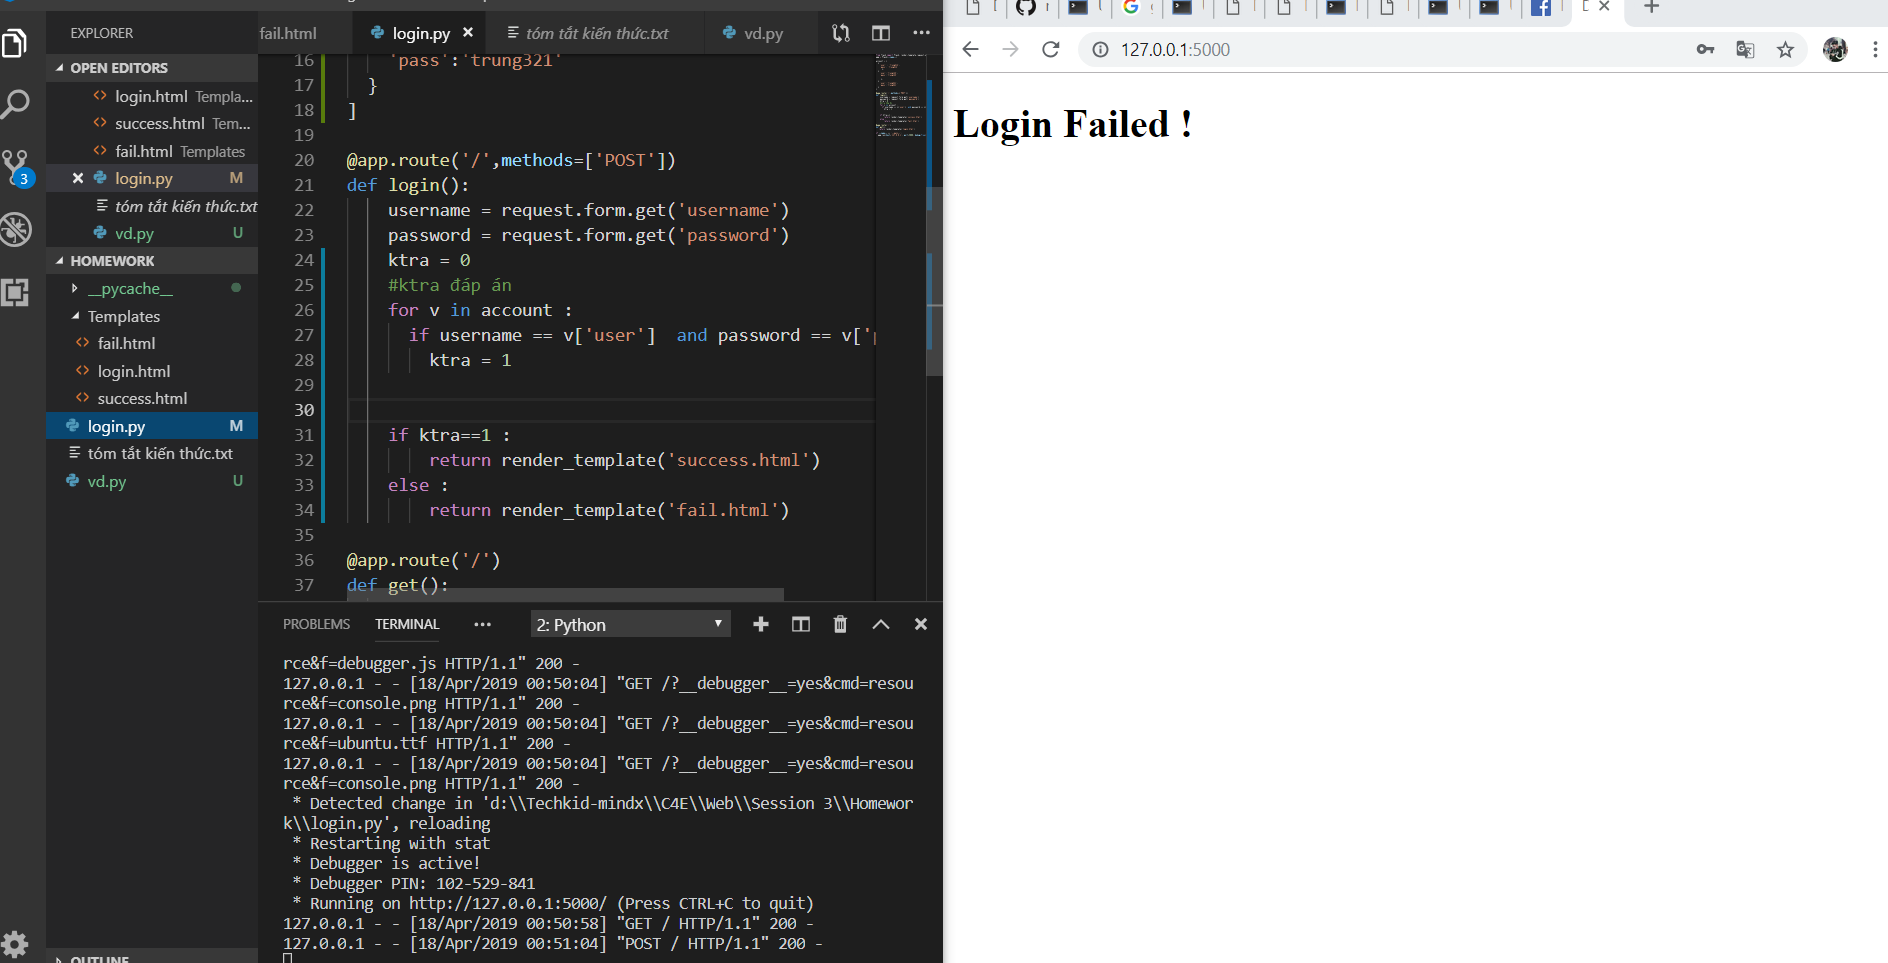 EXPLORER
OPEN EDITORS
login.html Templa...
success.html Tem...
fail.html Templates
login.py M
tóm tắt kiến thức.txt
vd.py U
HOMEWORK
__pycache__
Templates
fail.html
login.html
success.html
login.py M
tóm tắt kiến thức.txt
vd.py U
OUTLINE
3
fail.html
login.py
tóm tắt kiến thức.txt
vd.py
16 'pass':'trung321'
17 }
18 ]
19
20 @app.route('/',methods=['POST'])
21 def login():
22 username = request.form.get('username')
23 password = request.form.get('password')
24 ktra = 0
25 #ktra đáp án
26 for v in account :
27 if username == v['user']  and password == v['p
28 ktra = 1
29
30
31 if ktra==1 :
32 return render_template('success.html')
33 else :
34 return render_template('fail.html')
35
36 @app.route('/')
37 def get():
PROBLEMS TERMINAL ... 2: Python
rce&f=debugger.js HTTP/1.1" 200 -
127.0.0.1 - - [18/Apr/2019 00:50:04] "GET /?__debugger__=yes&cmd=resou
rce&f=console.png HTTP/1.1" 200 -
127.0.0.1 - - [18/Apr/2019 00:50:04] "GET /?__debugger__=yes&cmd=resou
rce&f=ubuntu.ttf HTTP/1.1" 200 -
127.0.0.1 - - [18/Apr/2019 00:50:04] "GET /?__debugger__=yes&cmd=resou
rce&f=console.png HTTP/1.1" 200 -
* Detected change in 'd:\\Techkid-mindx\\C4E\\Web\\Session 3\\Homewor
k\\login.py', reloading
* Restarting with stat
* Debugger is active!
* Debugger PIN: 102-529-841
* Running on http://127.0.0.1:5000/ (Press CTRL+C to quit)
127.0.0.1 - - [18/Apr/2019 00:50:58] "GET / HTTP/1.1" 200 -
127.0.0.1 - - [18/Apr/2019 00:51:04] "POST / HTTP/1.1" 200 -
127.0.0.1:5000
Login Failed !